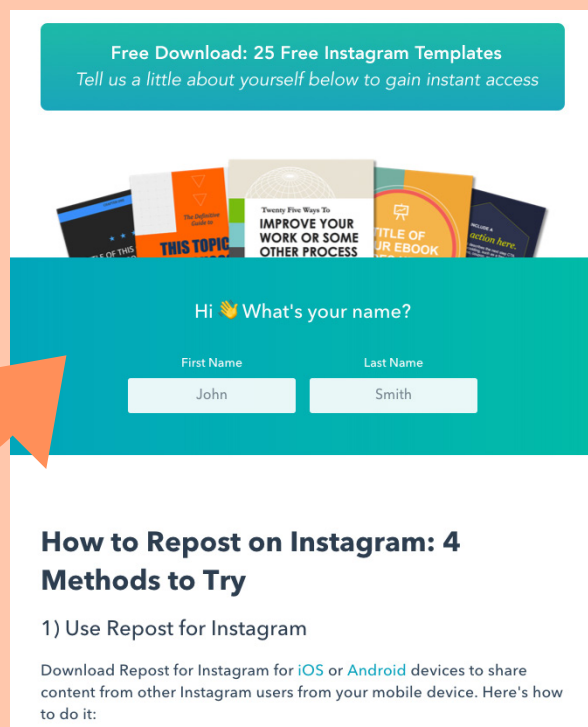 Free Download: 25 Free Instagram Templates
Tell us a little about yourself below to gain instant access
The Definitive
Guide to
THIS TOPIC
Twenty Five Ways To
IMPROVE YOUR
WORK OR SOME
OTHER PROCESS
TITLE OF
UR EBOOK
INCLUDE A
action here.
Hi 👋 What's your name?
First Name
Last Name
John
Smith
How to Repost on Instagram: 4
Methods to Try
1) Use Repost for Instagram
Download Repost for Instagram for iOS or Android devices to share
content from other Instagram users from your mobile device. Here's how
to do it: